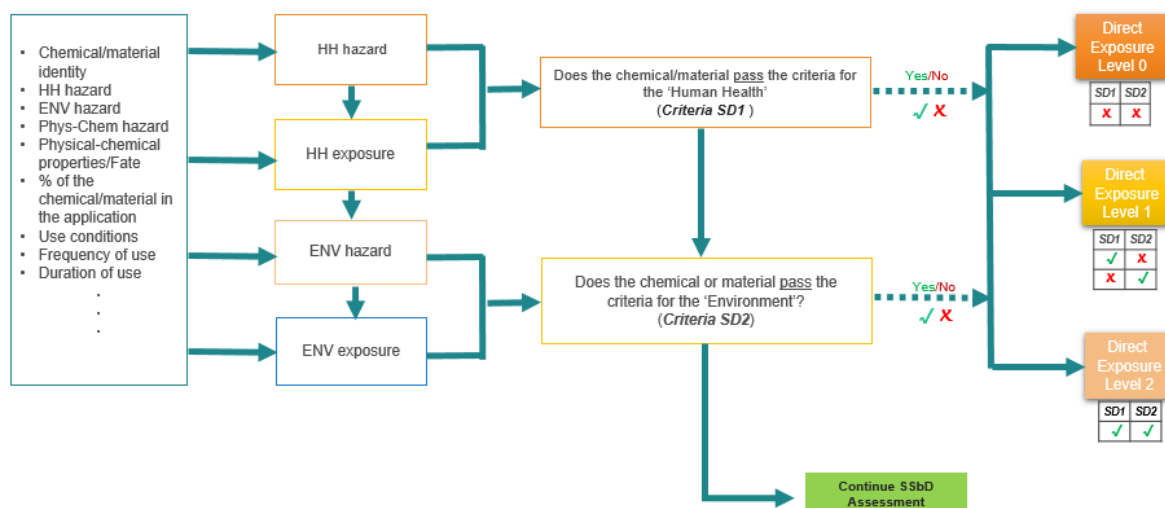 • Chemical/material
identity
• HH hazard
• ENV hazard
• Phys-Chem hazard
• Physical-chemical
properties/Fate
• % of the
chemical/material in
the application
• Use conditions
• Frequency of use
• Duration of use
.
.
.
HH hazard
HH exposure
ENV hazard
ENV exposure
Does the chemical/material pass the criteria for
the ‘Human Health’
(Criteria SD1 )
Yes/No
✓ ✗
Does the chemical or material pass the
criteria for the ‘Environment’?
(Criteria SD2)
Yes/No
✓ ✗
Continue SSbD
Assessment
Direct
Exposure
Level 0
SD1 SD2
✗ ✗
Direct
Exposure
Level 1
SD1 SD2
✓ ✗
✗ ✓
Direct
Exposure
Level 2
SD1 SD2
✓ ✓